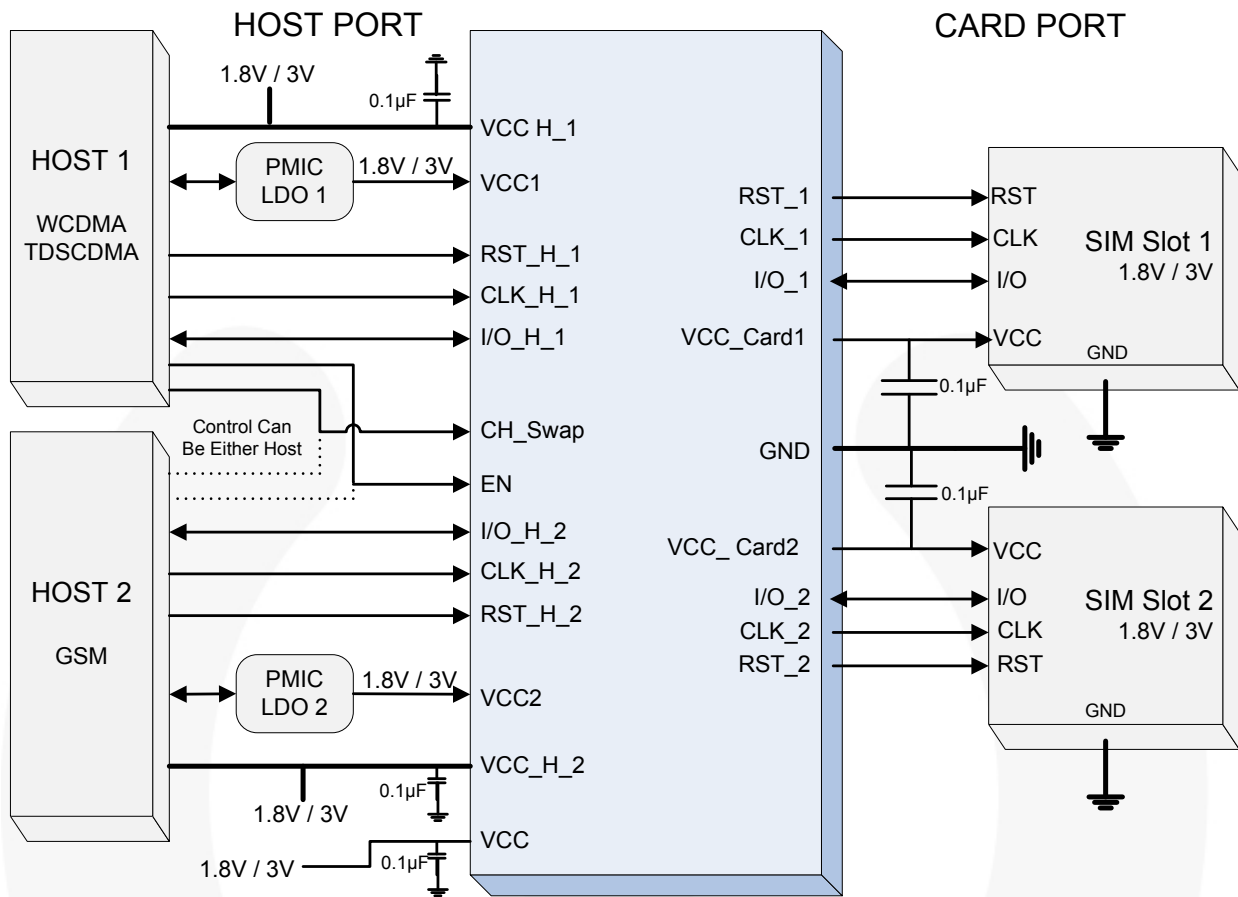 HOST PORT
CARD PORT
1.8V / 3V
0.1µF
VCC H_1
HOST 1
WCDMA
TDSCDMA
PMIC
LDO 1
1.8V / 3V
VCC1
RST_H_1
CLK_H_1
I/O_H_1
Control Can
Be Either Host
CH_Swap
EN
I/O_H_2
CLK_H_2
RST_H_2
HOST 2
GSM
PMIC
LDO 2
1.8V / 3V
VCC2
VCC_H_2
0.1µF
1.8V / 3V
VCC
0.1µF
1.8V / 3V
RST_1
CLK_1
I/O_1
VCC_Card1
GND
VCC_ Card2
I/O_2
CLK_2
RST_2
0.1µF
0.1µF
RST
CLK
I/O
VCC
SIM Slot 1
1.8V / 3V
GND
VCC
I/O
CLK
RST
SIM Slot 2
1.8V / 3V
GND